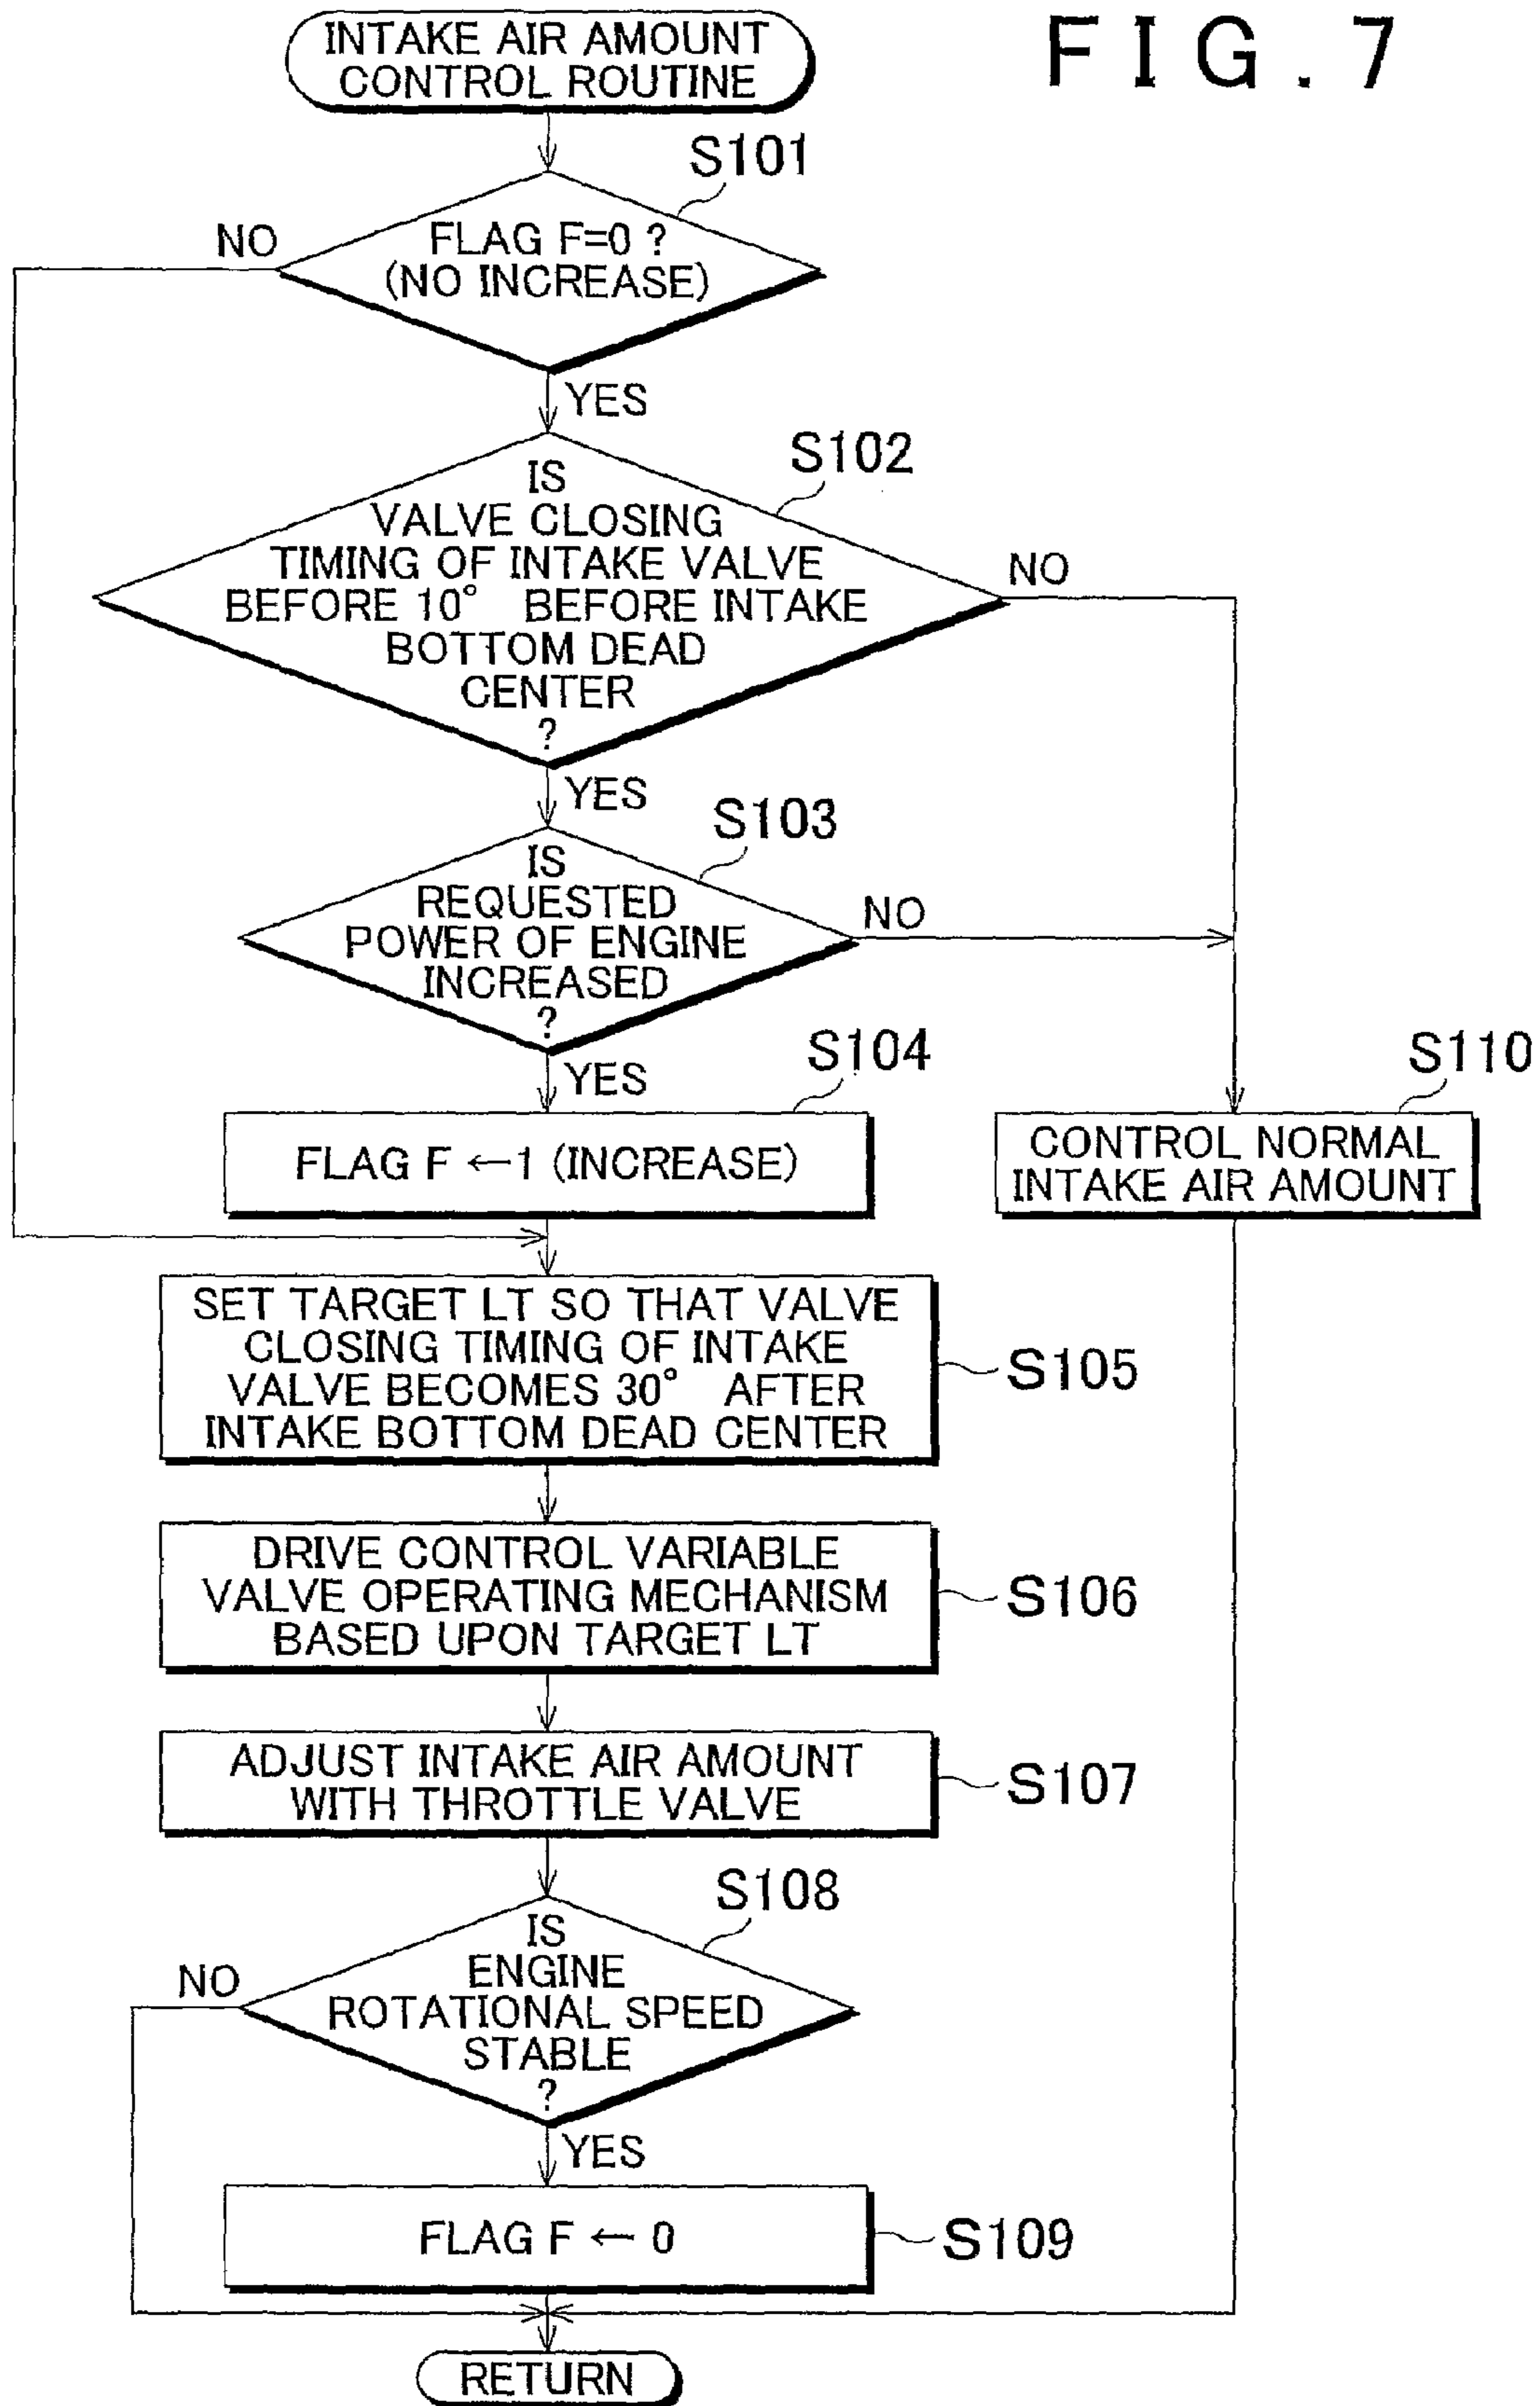 FIG. 7
INTAKE AIR AMOUNT
CONTROL ROUTINE
S101
FLAG F=0 ?
(NO INCREASE)
NO
YES
S102
IS
VALVE CLOSING
TIMING OF INTAKE VALVE
BEFORE 10° BEFORE INTAKE
BOTTOM DEAD
CENTER
?
NO
YES
S103
IS
REQUESTED
POWER OF ENGINE
INCREASED
?
NO
YES
S104
FLAG F ←1 (INCREASE)
S110
CONTROL NORMAL
INTAKE AIR AMOUNT
SET TARGET LT SO THAT VALVE
CLOSING TIMING OF INTAKE
VALVE BECOMES 30° AFTER
INTAKE BOTTOM DEAD CENTER
S105
DRIVE CONTROL VARIABLE
VALVE OPERATING MECHANISM
BASED UPON TARGET LT
S106
ADJUST INTAKE AIR AMOUNT
WITH THROTTLE VALVE
S107
S108
IS
ENGINE
ROTATIONAL SPEED
STABLE
?
NO
YES
FLAG F ← 0
S109
RETURN